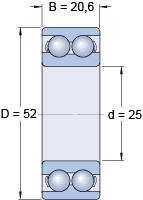 B = 20,6
D = 52
d = 25